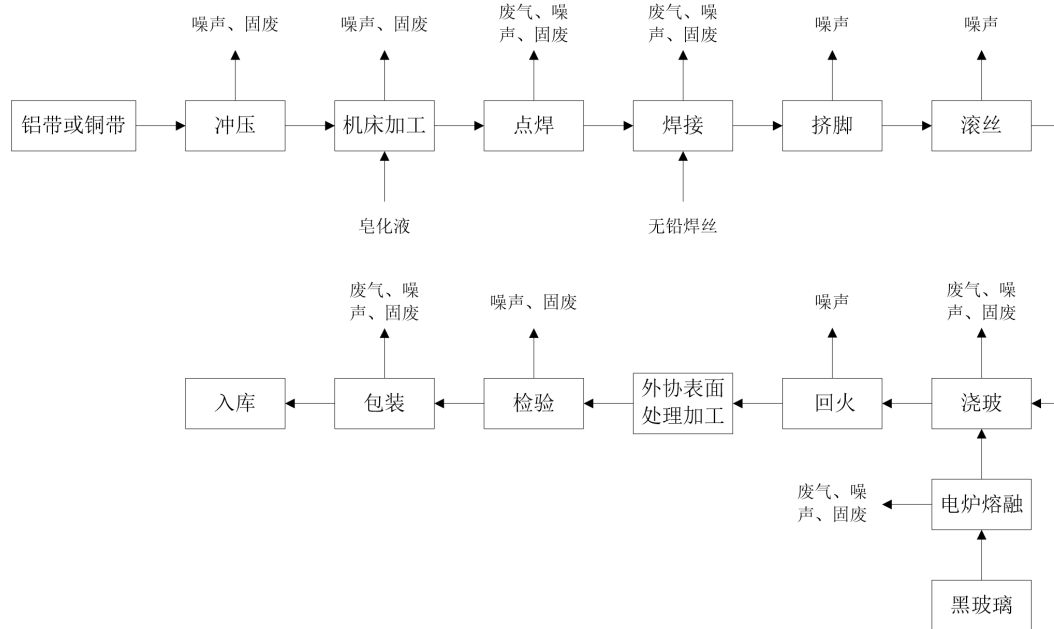 噪声、固废
噪声、固废
废气、噪
声、固废
废气、噪
声、固废
噪声
噪声
铝带或铜带
冲压
机床加工
点焊
焊接
挤脚
滚丝
皂化液
无铅焊丝
废气、噪
声、固废
噪声、固废
噪声
废气、噪
声、固废
入库
包装
检验
外协表面
处理加工
回火
浇玻
废气、噪
声、固废
电炉熔融
黑玻璃